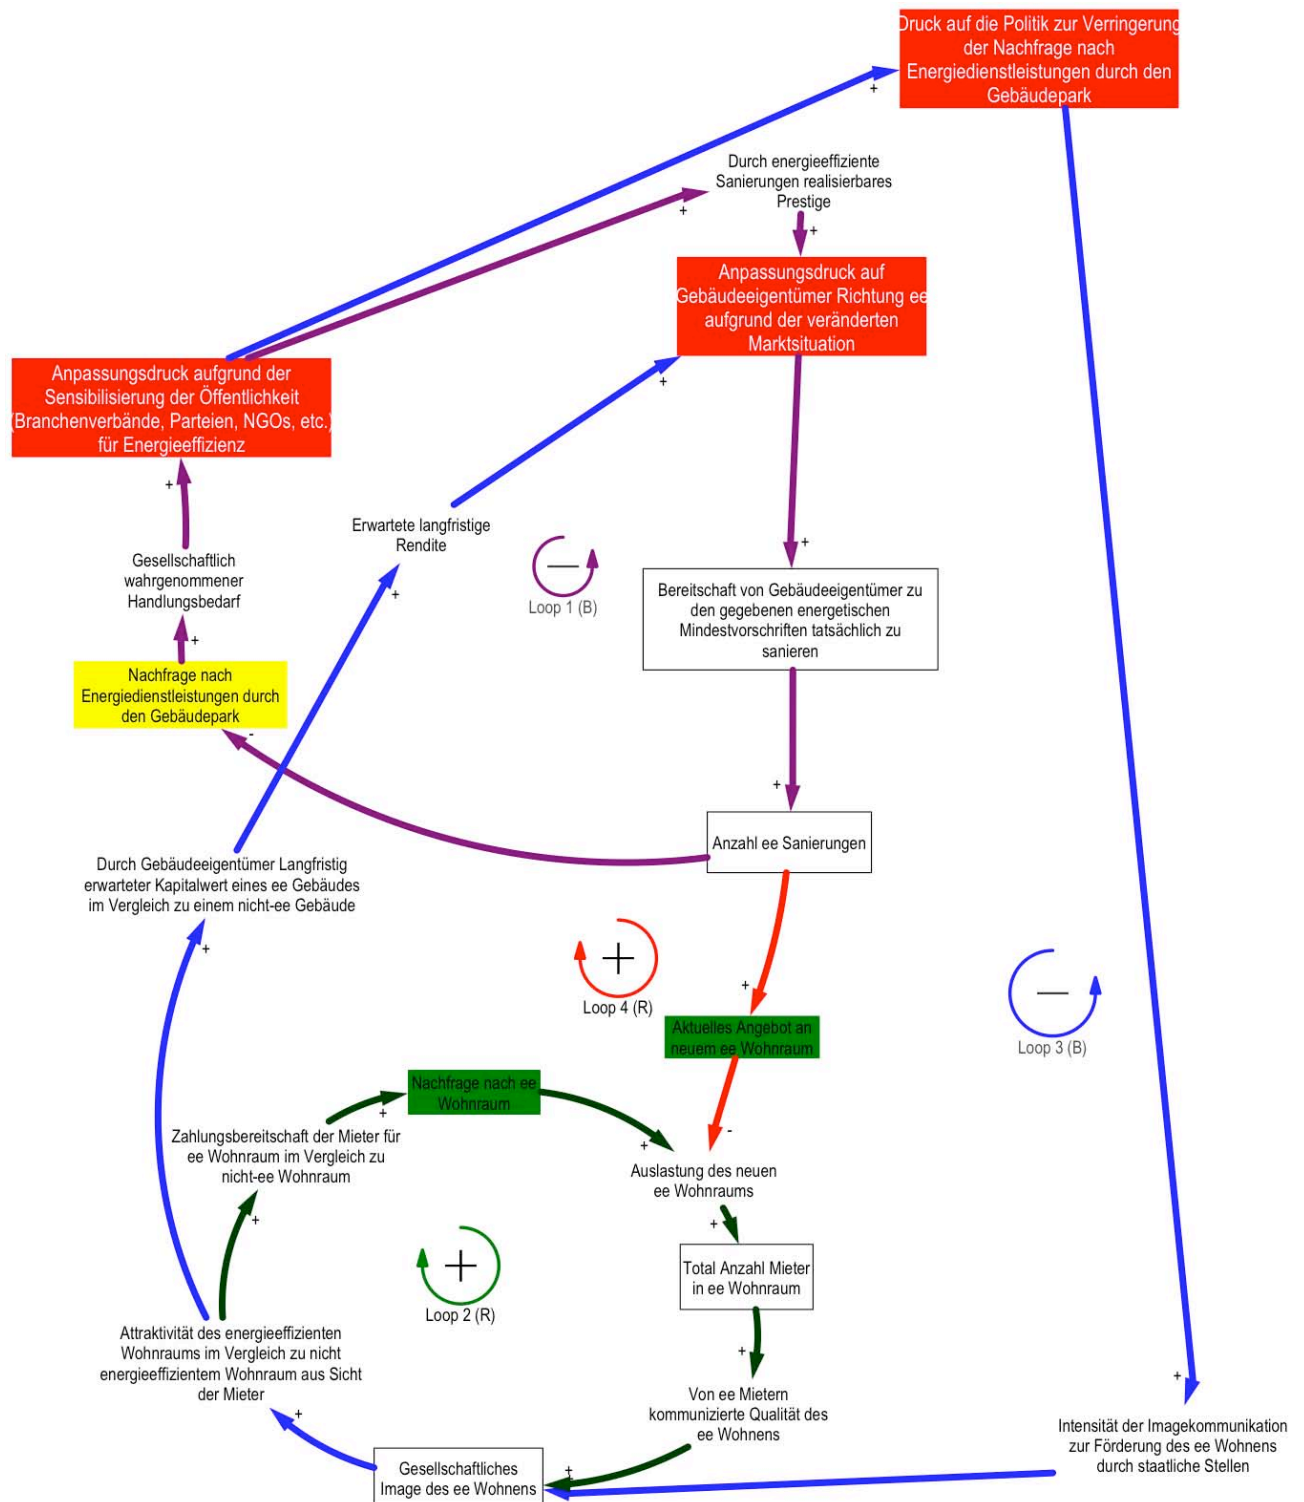 Druck auf die Politik zur Verringerung
der Nachfrage nach
Energiedienstleistungen durch den
Gebäudepark
+
Durch energieeffiziente
Sanierungen realisierbares
Prestige
+
+
Anpassungsdruck auf
Gebäudeeigentümer Richtung ee
aufgrund der veränderten
Marktsituation
+
Anpassungsdruck aufgrund der
Sensibilisierung der Öffentlichkeit
(Branchenverbände, Parteien, NGOs, etc.)
für Energieeffizienz
+
Erwartete langfristige
Rendite
+
Gesellschaftlich
wahrgenommener
Handlungsbedarf
+
—
Loop 1 (B)
+
Bereitschaft von Gebäudeeigentümer zu
den gegebenen energetischen
Mindestvorschriften tatsächlich zu
sanieren
Nachfrage nach
Energiedienstleistungen durch
den Gebäudepark
-
+
Anzahl ee Sanierungen
Durch Gebäudeeigentümer Langfristig
erwarteter Kapitalwert eines ee Gebäudes
im Vergleich zu einem nicht-ee Gebäude
+
+
Loop 4 (R)
+
—
Loop 3 (B)
Aktuelles Angebot an
neuem ee Wohnraum
-
Nachfrage nach ee
Wohnraum
+
+
Zahlungsbereitschaft der Mieter für
ee Wohnraum im Vergleich zu
nicht-ee Wohnraum
+
Auslastung des neuen
ee Wohnraums
+
+
Loop 2 (R)
Total Anzahl Mieter
in ee Wohnraum
+
Attraktivität des energieeffizienten
Wohnraums im Vergleich zu nicht
energieeffizientem Wohnraum aus Sicht
der Mieter
+
Von ee Mietern
kommunizierte Qualität des
ee Wohnens
+
Intensität der Imagekommunikation
zur Förderung des ee Wohnens
durch staatliche Stellen
+
+
Gesellschaftliches
Image des ee Wohnens